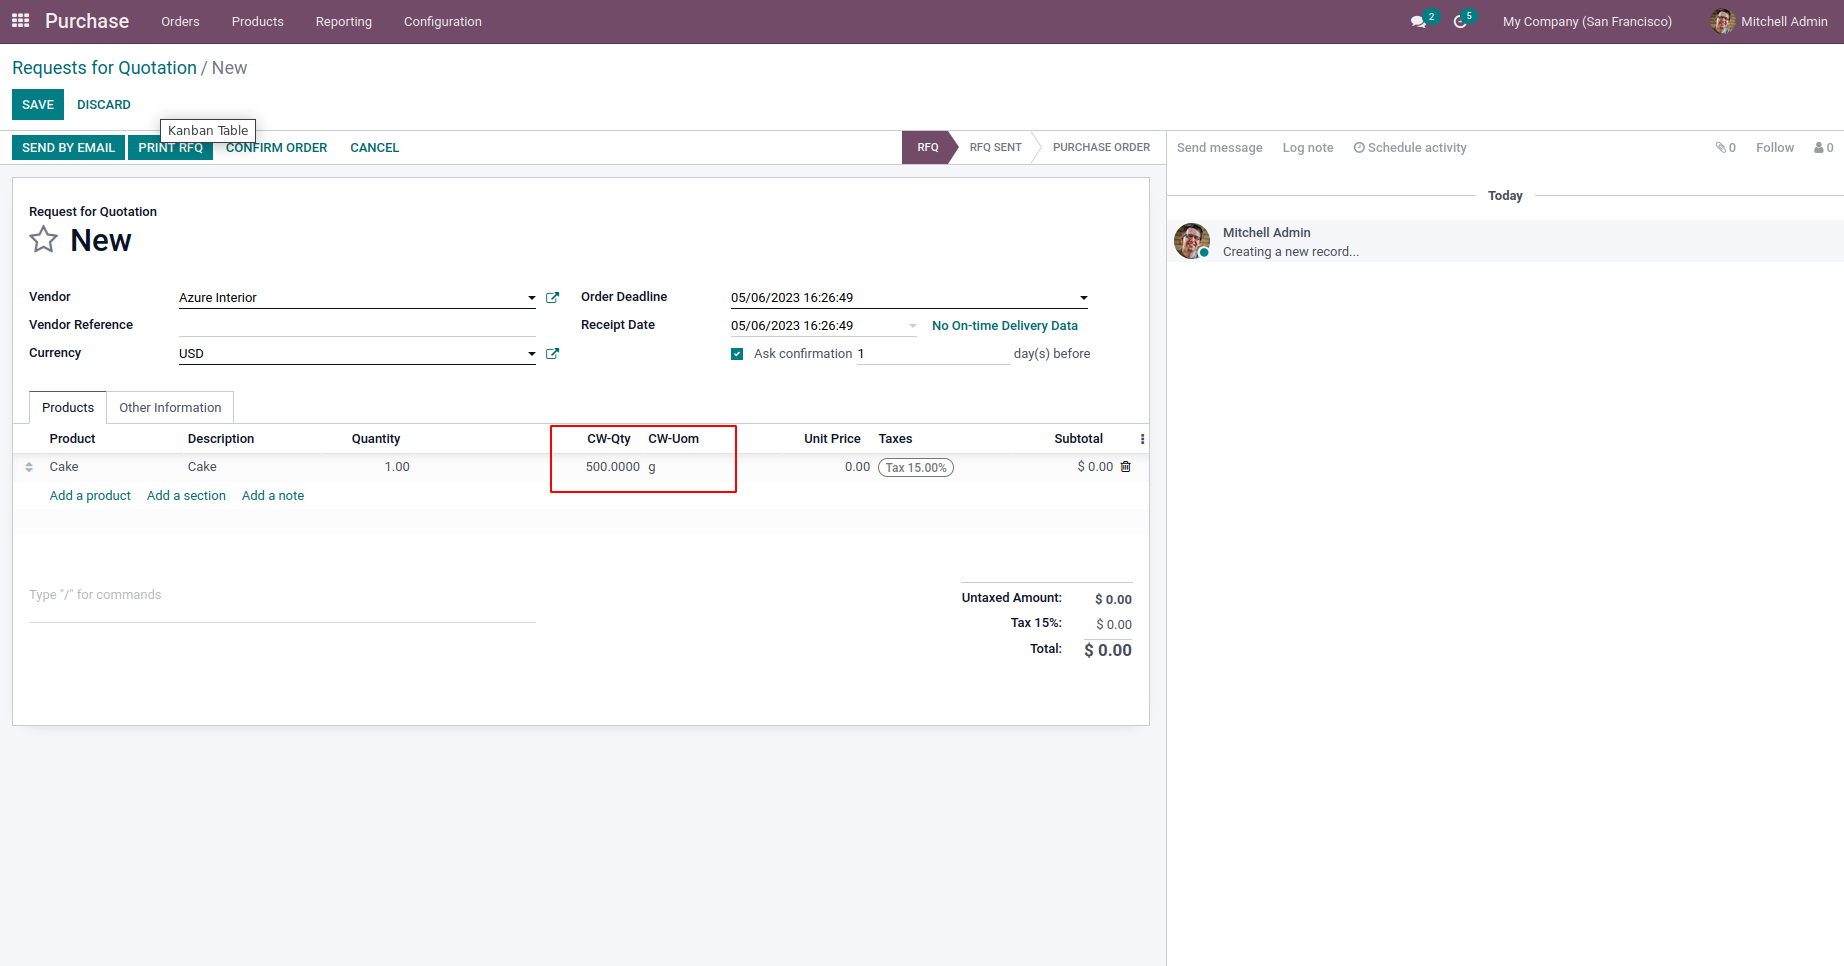 Purchase Orders Products Reporting Configuration 2 5 My Company (San Francisco) Mitchell Admin
Requests for Quotation / New
SAVE DISCARD
Kanban Table
SEND BY EMAIL PRINT RFQ CONFIRM ORDER CANCEL RFQ RFQ SENT PURCHASE ORDER
Send message Log note Schedule activity 0 Follow 0
Today
Mitchell Admin
Creating a new record...
Request for Quotation
New
Vendor Azure Interior Order Deadline 05/06/2023 16:26:49
Vendor Reference Receipt Date 05/06/2023 16:26:49 No On-time Delivery Data
Currency USD Ask confirmation 1 day(s) before
Products Other Information
Product Description Quantity CW-Qty CW-Uom Unit Price Taxes Subtotal
Cake Cake 1.00 500.0000 g 0.00 Tax 15.00% $ 0.00
Add a product Add a section Add a note
Type "/" for commands
Untaxed Amount: $ 0.00
Tax 15%: $ 0.00
Total: $ 0.00